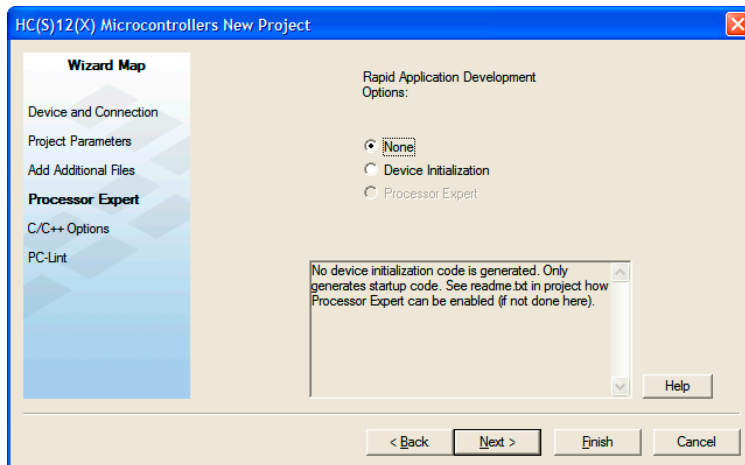 HC(S)12(X) Microcontrollers New Project
Wizard Map
Device and Connection
Project Parameters
Add Additional Files
Processor Expert
C/C++ Options
PC-Lint
Rapid Application Development
Options:
None
Device Initialization
Processor Expert
No device initialization code is generated. Only
generates startup code. See readme.txt in project how
Processor Expert can be enabled (if not done here).
Help
< Back
Next >
Finish
Cancel